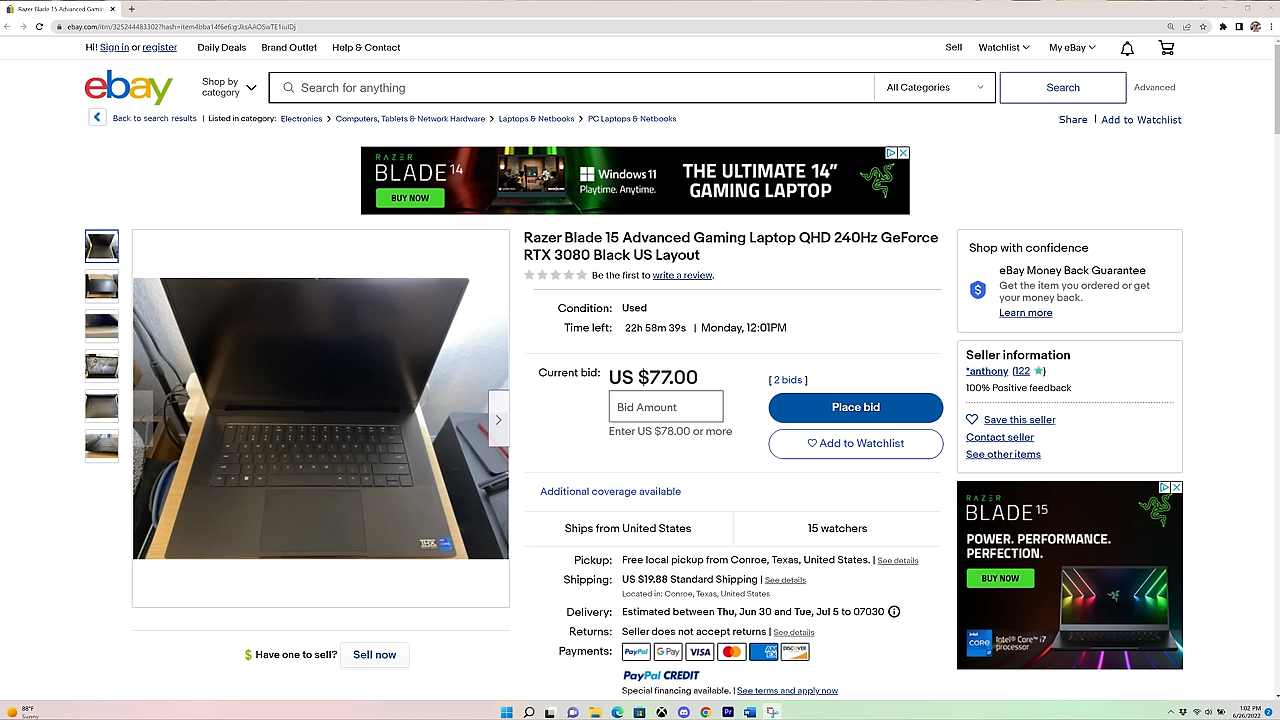 Razer Blade 15 Advanced Gamin
ebay.com/itm/325244483302?hash=item4bba14f6e6:g:JksAAOSwTE1iuIDj
Hi! Sign in or register Daily Deals Brand Outlet Help & Contact Sell Watchlist My eBay
ebay Shop by category Search for anything All Categories Search Advanced
Back to search results | Listed in category: Electronics > Computers, Tablets & Network Hardware > Laptops & Netbooks > PC Laptops & Netbooks Share | Add to Watchlist
RAZER
BLADE 14
BUY NOW
Windows 11
Playtime. Anytime.
THE ULTIMATE 14"
GAMING LAPTOP
Razer Blade 15 Advanced Gaming Laptop QHD 240Hz GeForce
RTX 3080 Black US Layout
Be the first to write a review.
Condition: Used
Time left: 22h 58m 39s | Monday, 12:01PM
Current bid: US $77.00 [ 2 bids ]
Bid Amount Place bid
Enter US $78.00 or more
Add to Watchlist
Additional coverage available
Ships from United States 15 watchers
Pickup: Free local pickup from Conroe, Texas, United States. | See details
Shipping: US $19.88 Standard Shipping | See details
Located in: Conroe, Texas, United States
Delivery: Estimated between Thu, Jun 30 and Tue, Jul 5 to 07030
Returns: Seller does not accept returns | See details
Payments: PayPal G Pay VISA DISCOVER
PayPal CREDIT
Special financing available. | See terms and apply now
Have one to sell? Sell now
Shop with confidence
eBay Money Back Guarantee
Get the item you ordered or get
your money back.
Learn more
Seller information
*anthony (122)
100% Positive feedback
Save this seller
Contact seller
See other items
RAZER
BLADE 15
POWER. PERFORMANCE.
PERFECTION.
BUY NOW
intel CORE i7
Intel® Core™ i7
processor
88°F
Sunny
1:02 PM
6/26/2022